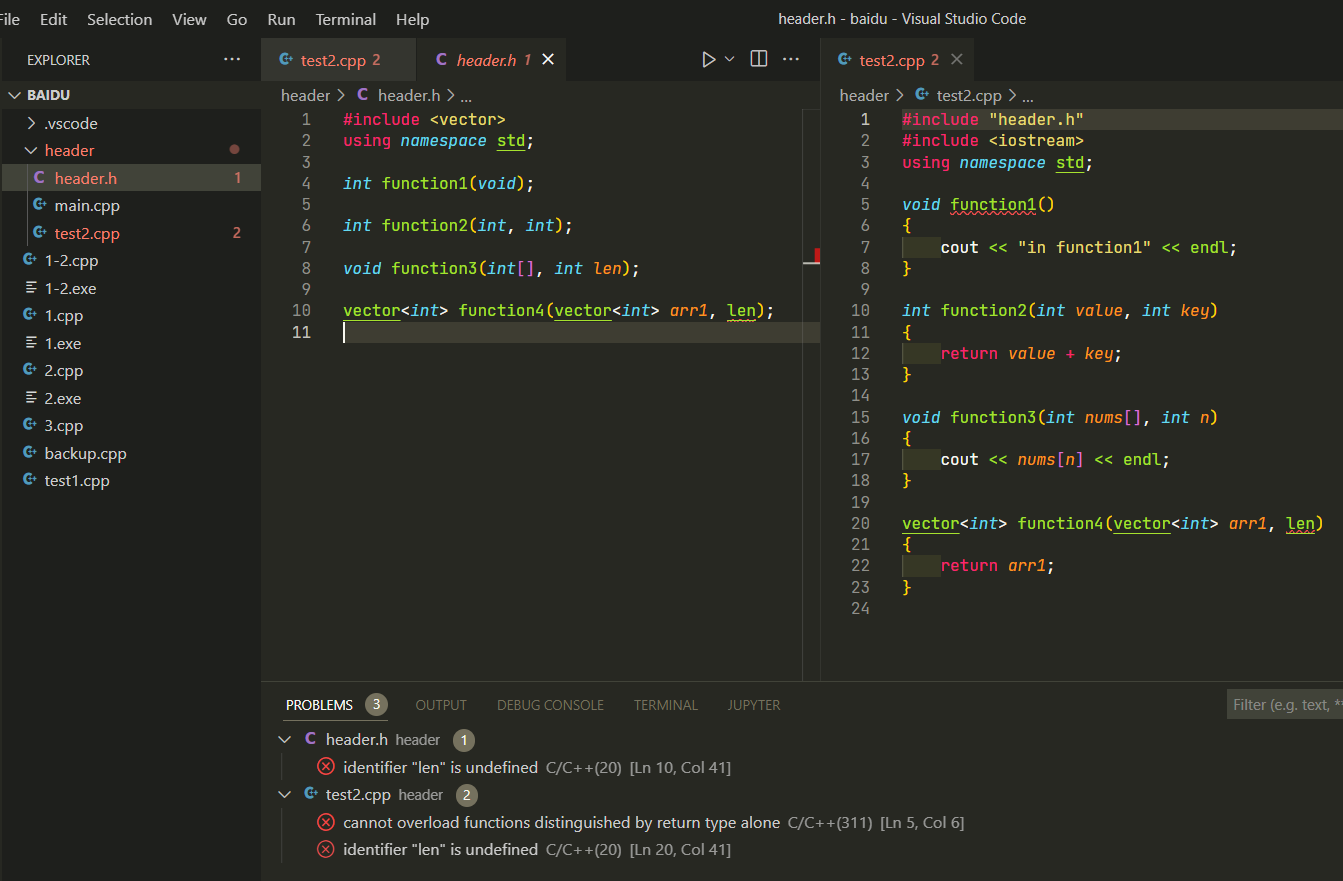 File Edit Selection View Go Run Terminal Help header.h - baidu - Visual Studio Code
EXPLORER ···
BAIDU
.vscode
header
header.h 1
main.cpp
test2.cpp 2
1-2.cpp
1-2.exe
1.cpp
1.exe
2.cpp
2.exe
3.cpp
backup.cpp
test1.cpp
test2.cpp 2 header.h 1
header > C header.h > ...
1 #include <vector>
2 using namespace std;
3
4 int function1(void);
5
6 int function2(int, int);
7
8 void function3(int[], int len);
9
10 vector<int> function4(vector<int> arr1, len);
11
test2.cpp 2
header > test2.cpp > ...
1 #include "header.h"
2 #include <iostream>
3 using namespace std;
4
5 void function1()
6 {
7 cout << "in function1" << endl;
8 }
9
10 int function2(int value, int key)
11 {
12 return value + key;
13 }
14
15 void function3(int nums[], int n)
16 {
17 cout << nums[n] << endl;
18 }
19
20 vector<int> function4(vector<int> arr1, len)
21 {
22 return arr1;
23 }
24
PROBLEMS 3 OUTPUT DEBUG CONSOLE TERMINAL JUPYTER Filter (e.g. text, **
C header.h header 1
identifier "len" is undefined C/C++(20) [Ln 10, Col 41]
test2.cpp header 2
cannot overload functions distinguished by return type alone C/C++(311) [Ln 5, Col 6]
identifier "len" is undefined C/C++(20) [Ln 20, Col 41]